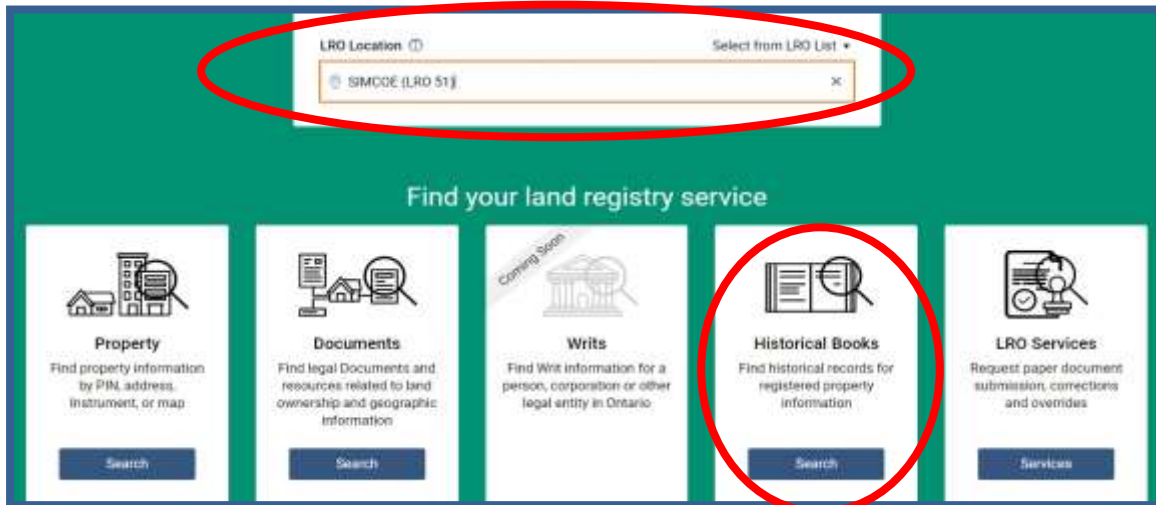 LRO Location ⓘ Select from LRO List ▾
SIMCOE (LRO 51) ✕
Find your land registry service
Property
Find property information
by PIN, address,
Instrument, or map
Search
Documents
Find legal Documents and
resources related to land
ownership and geographic
information
Search
Coming Soon
Writs
Find Writ information for a
person, corporation or other
legal entity in Ontario
Historical Books
Find historical records for
registered property
information
Search
LRO Services
Request paper document
submission, corrections
and overrides
Services